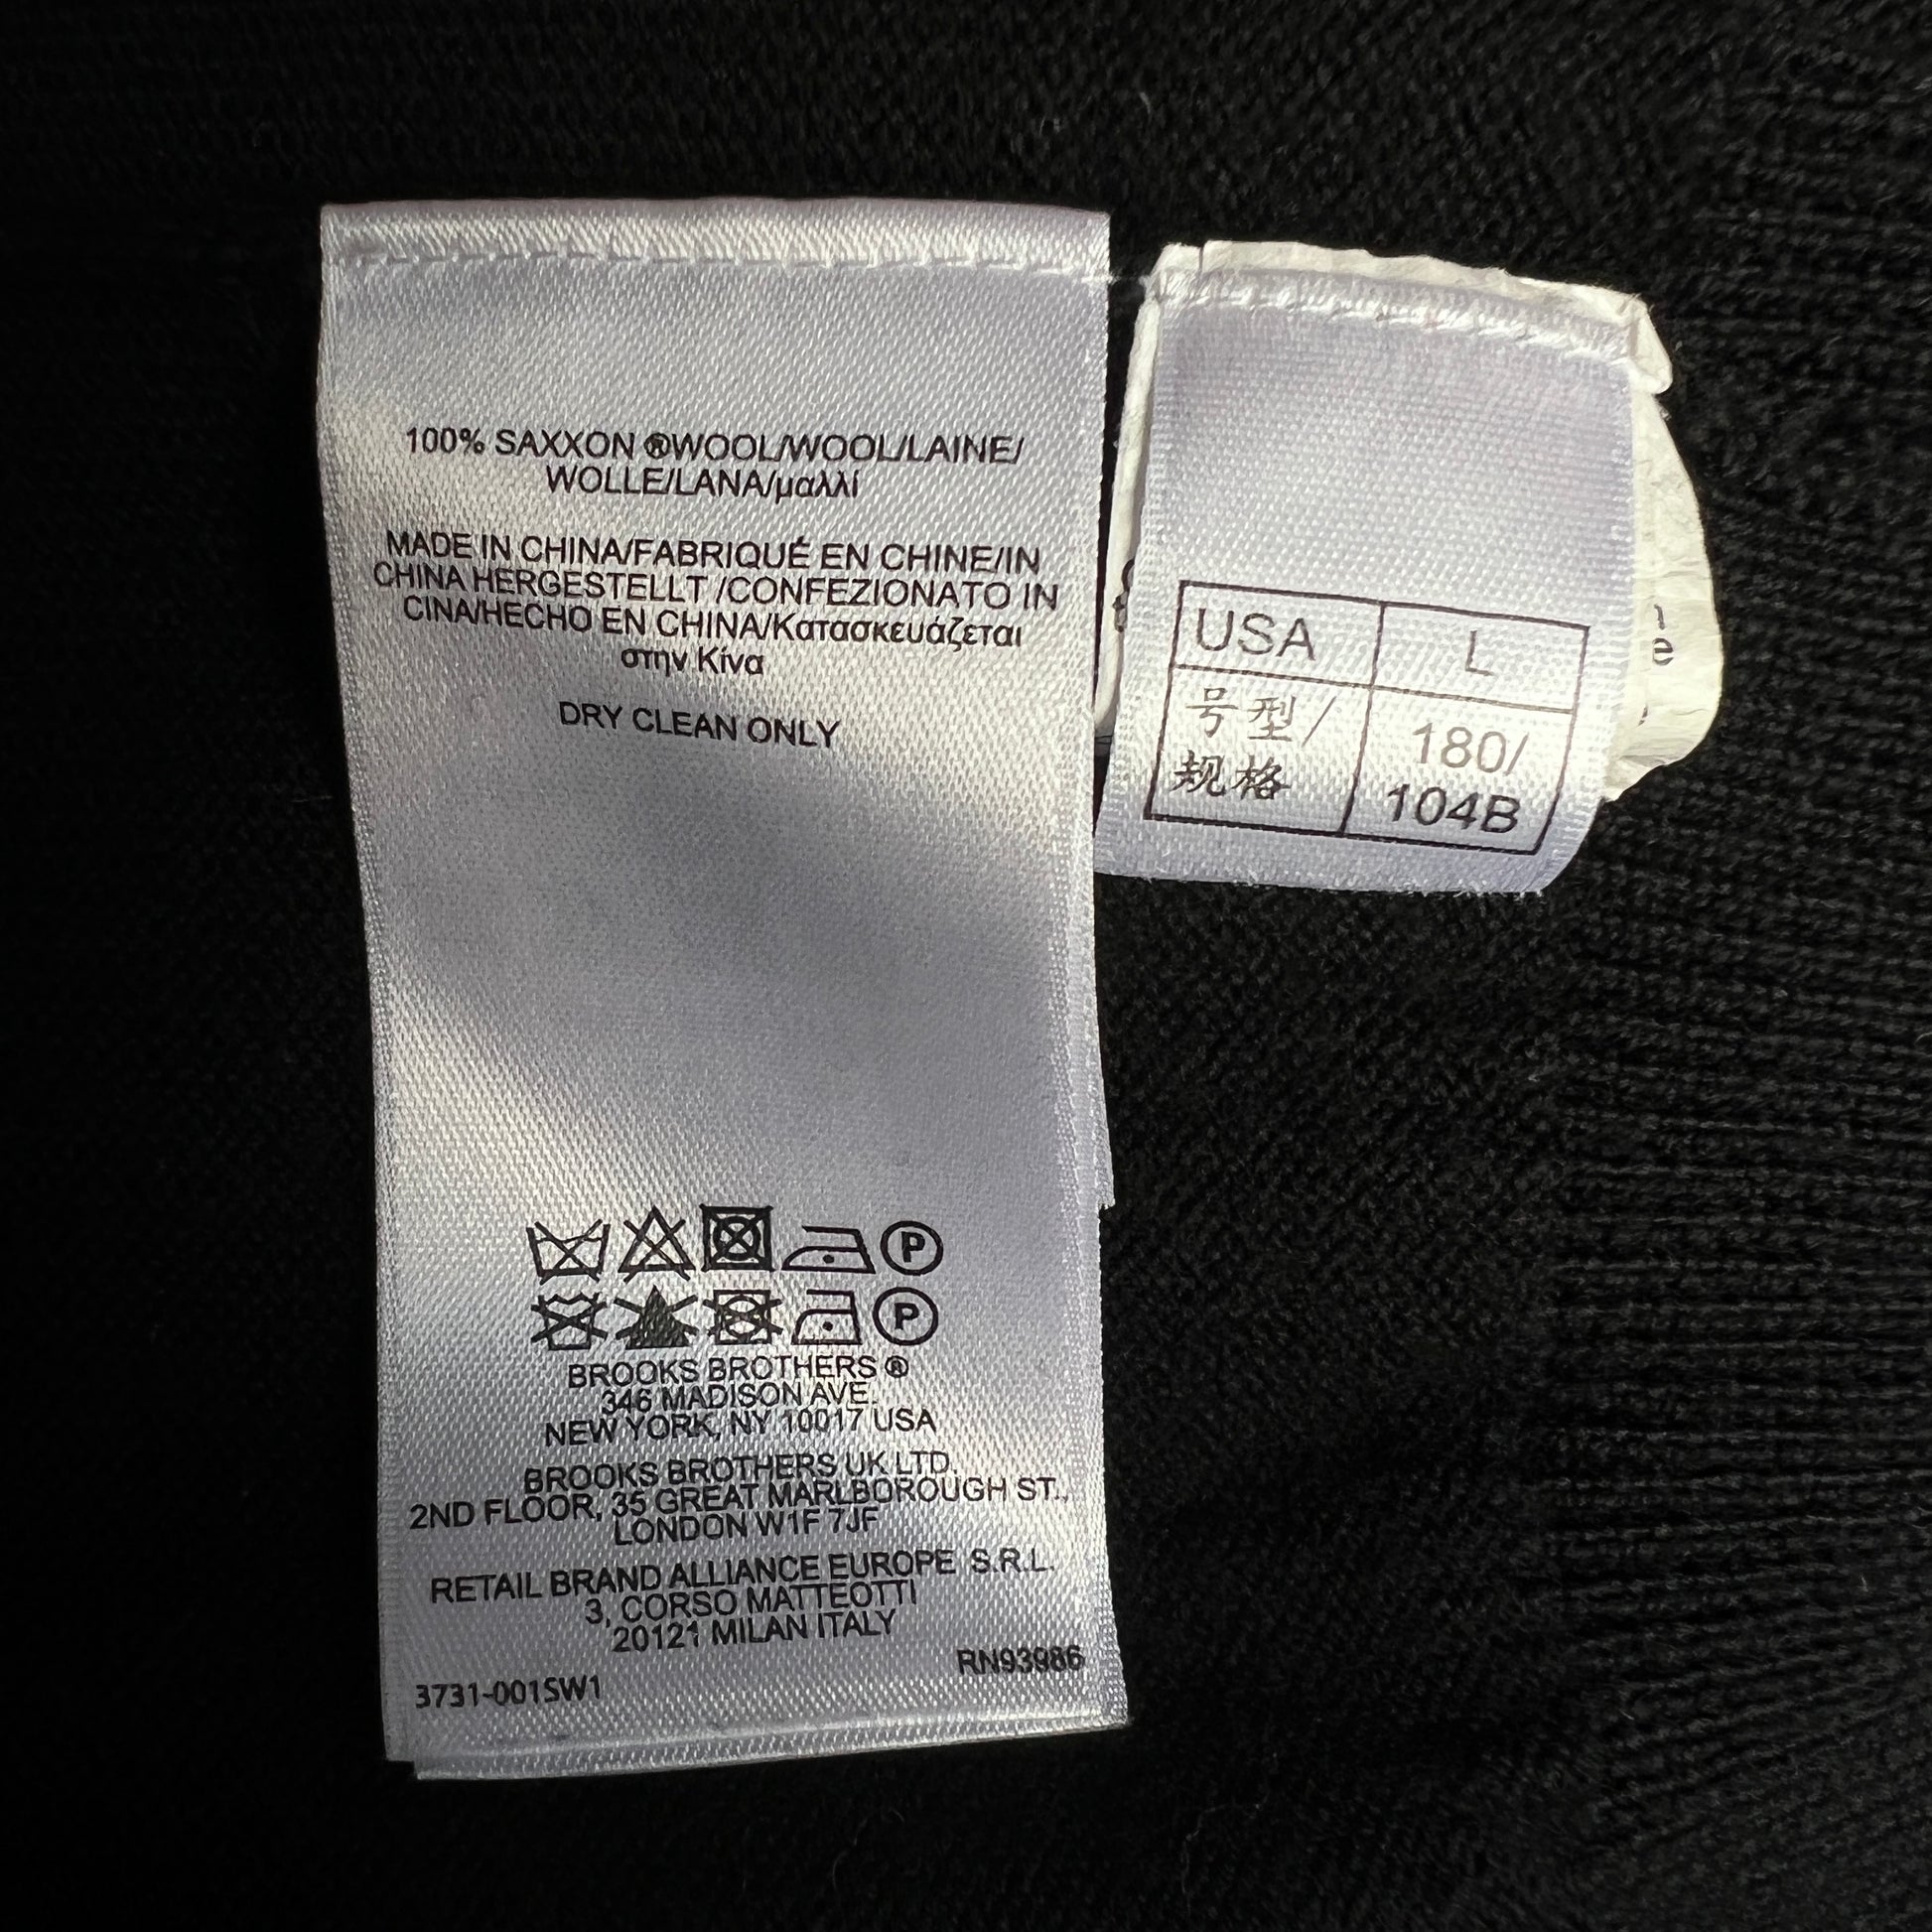 100% SAXXON ®WOOL/WOOL/LAINE/
WOLLE/LANA/μαλλί
MADE IN CHINA/FABRIQUÉ EN CHINE/IN
CHINA HERGESTELLT /CONFEZIONATO IN
CINA/HECHO EN CHINA/Κατασκευάζεται
στην Κίνα
DRY CLEAN ONLY
P
P
BROOKS BROTHERS ®
346 MADISON AVE.
NEW YORK, NY 10017 USA
BROOKS BROTHERS UK LTD.
2ND FLOOR, 35 GREAT MARLBOROUGH ST.,
LONDON W1F 7JF
RETAIL BRAND ALLIANCE EUROPE S.R.L.
3, CORSO MATTEOTTI
20121 MILAN ITALY
RN93986
3731-001SW1
USA L
号型/ 180/
规格 104B